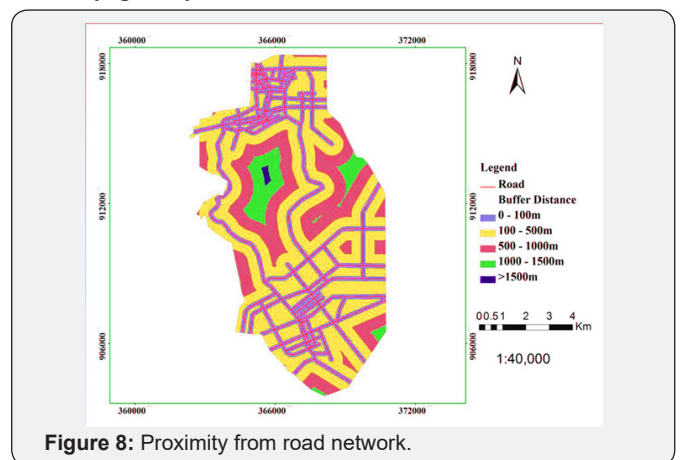 360000 366000 372000
918000 918000
N
Legend
Road
Buffer Distance
0 - 100m
100 - 500m
500 - 1000m
1000 - 1500m
>1500m
912000 912000
0 0.5 1 2 3 4
Km
906000 906000
1:40,000
360000 366000 372000
Figure 8: Proximity from road network.